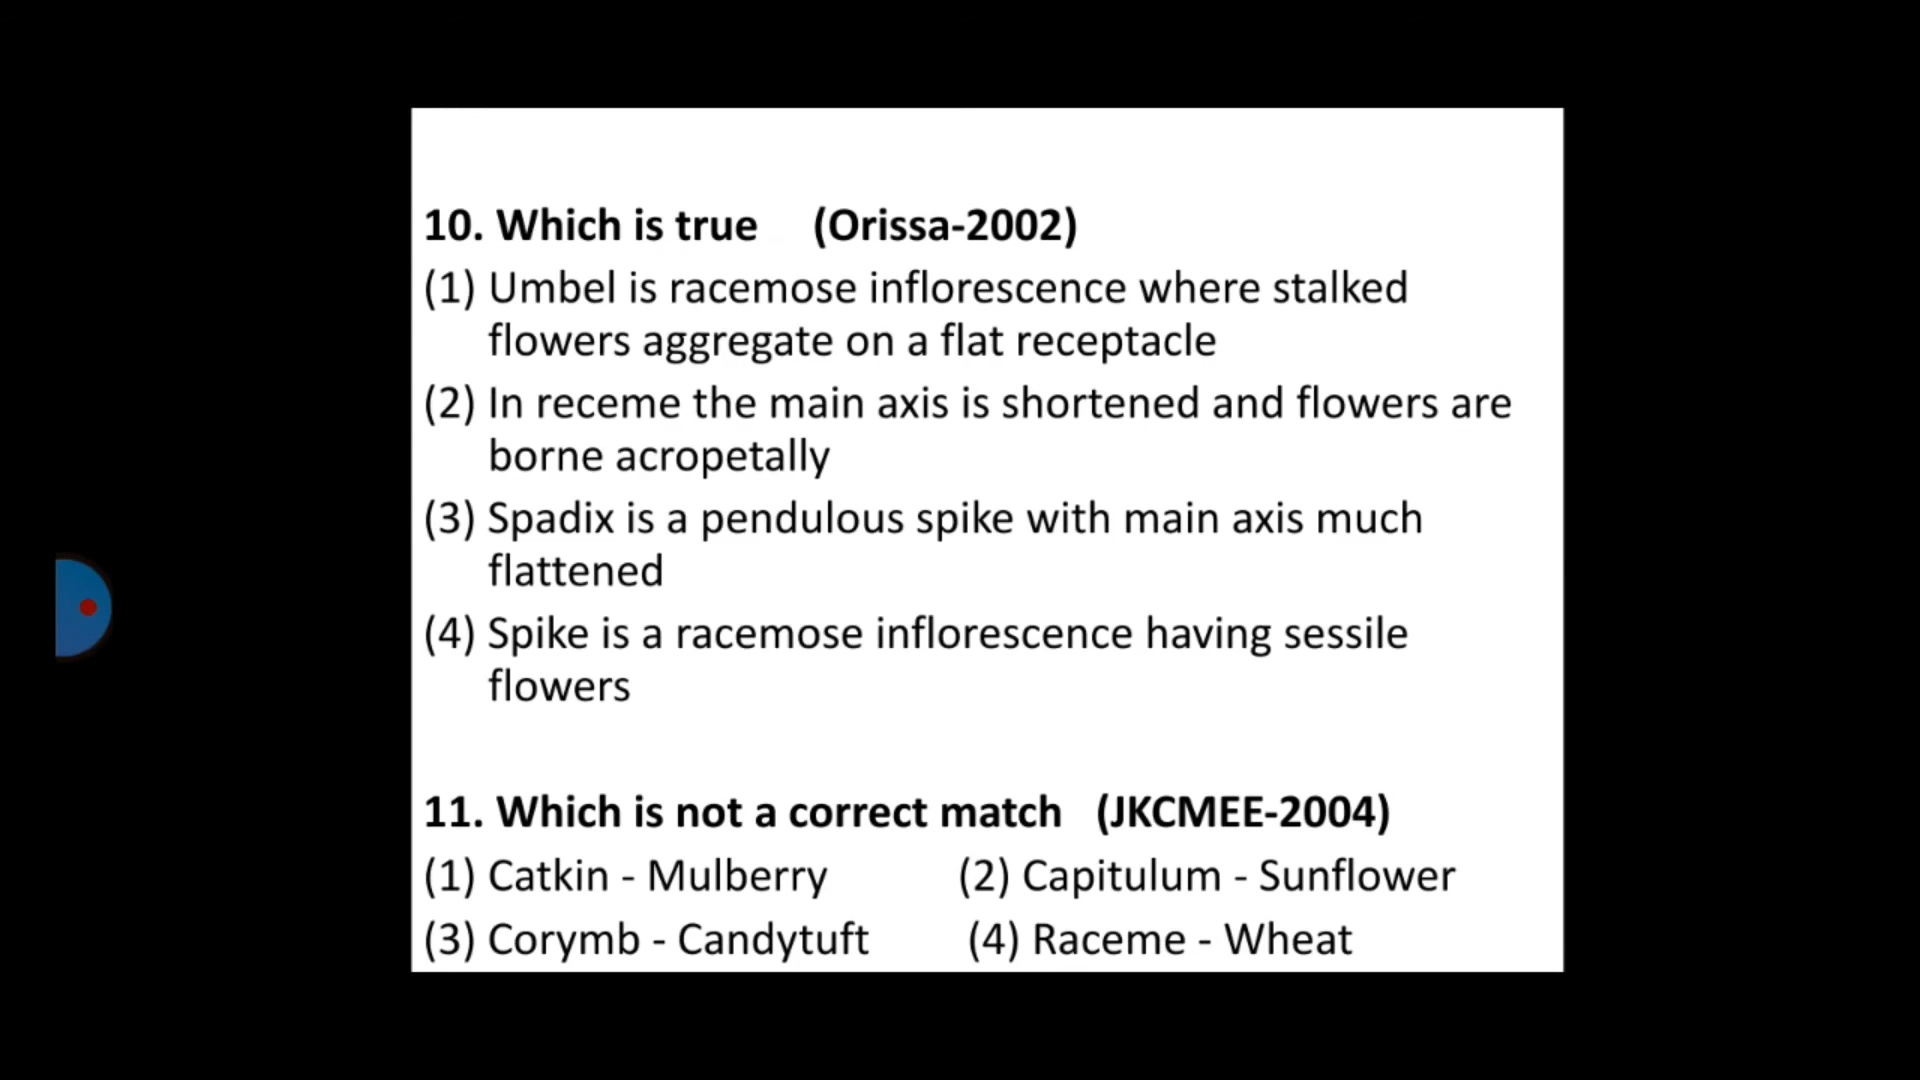 10. Which is true (Orissa-2002)
(1) Umbel is racemose inflorescence where stalked
flowers aggregate on a flat receptacle
(2) In receme the main axis is shortened and flowers are
borne acropetally
(3) Spadix is a pendulous spike with main axis much
flattened
(4) Spike is a racemose inflorescence having sessile
flowers
11. Which is not a correct match (JKCMEE-2004)
(1) Catkin - Mulberry (2) Capitulum - Sunflower
(3) Corymb - Candytuft (4) Raceme - Wheat